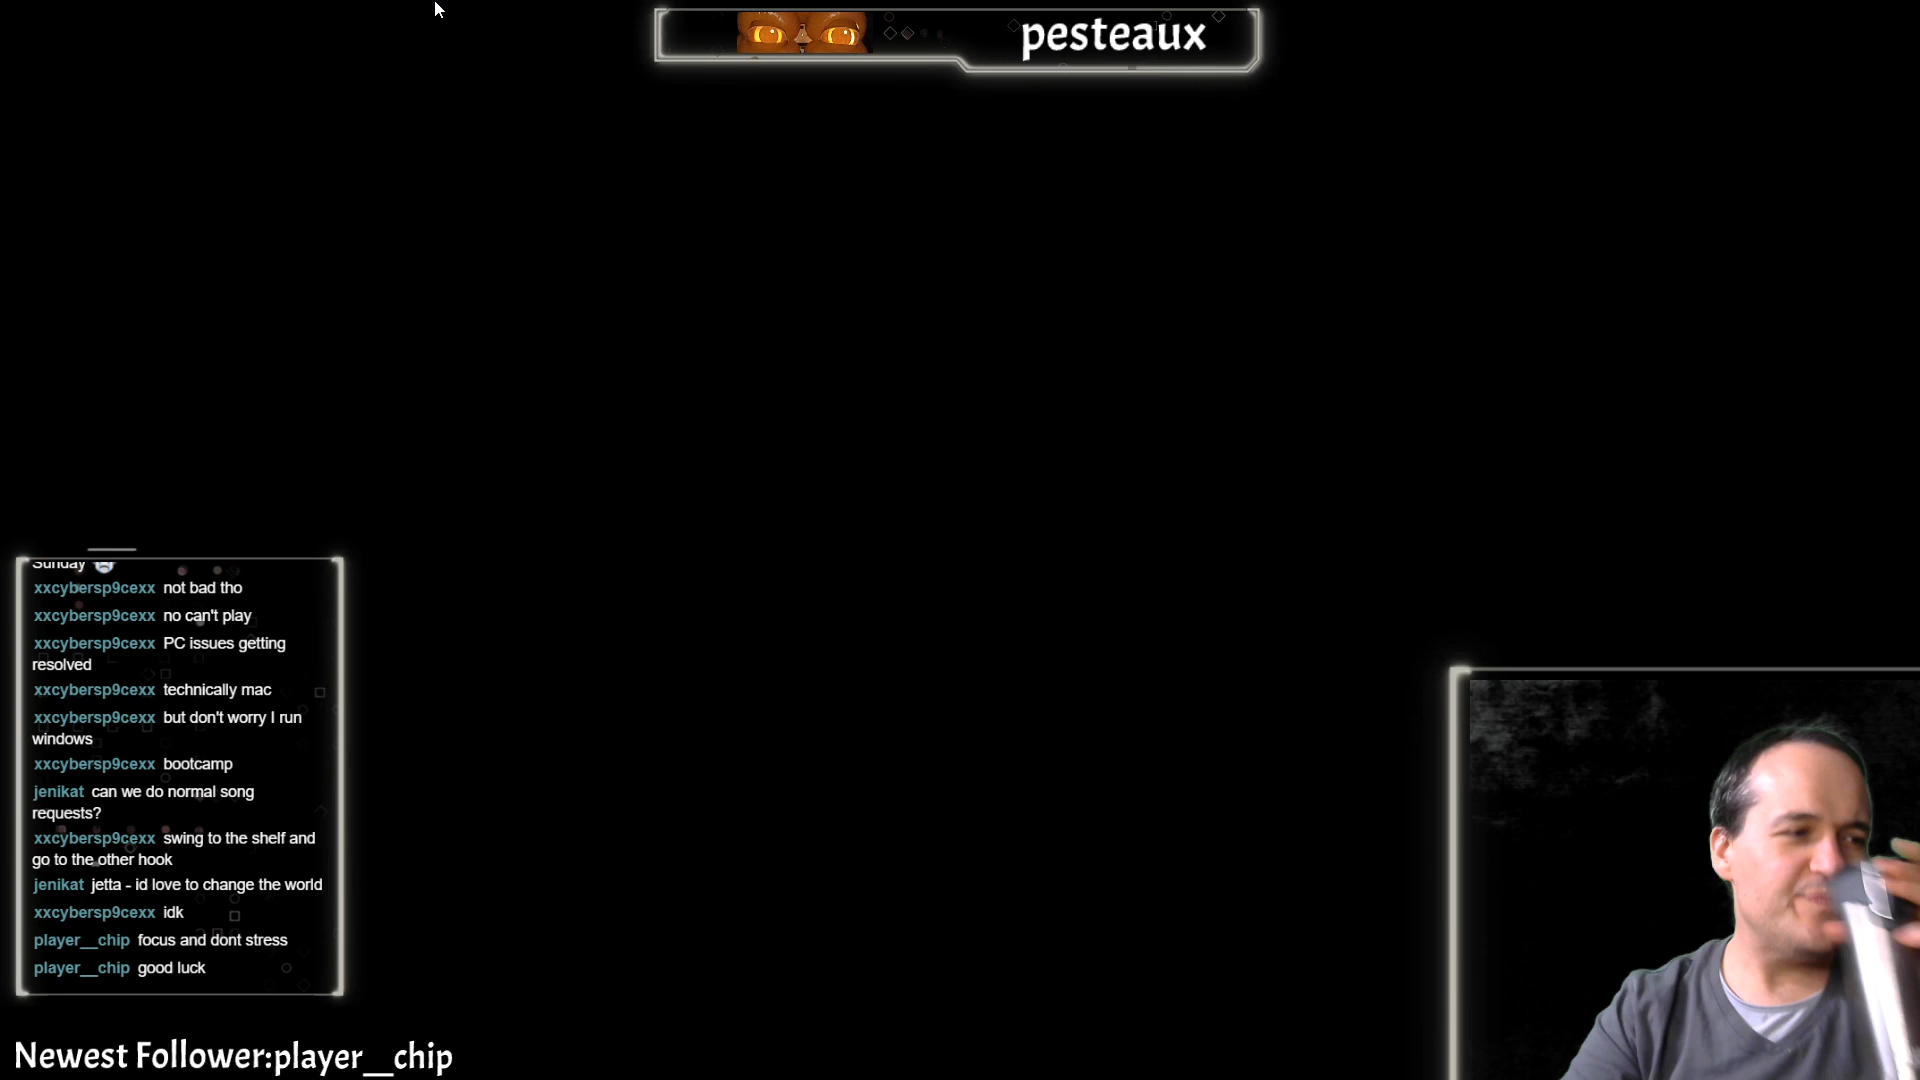 pesteaux
Sunday
xxcybersp9cexx not bad tho
xxcybersp9cexx no can't play
xxcybersp9cexx PC issues getting
resolved
xxcybersp9cexx technically mac
xxcybersp9cexx but don't worry I run
windows
xxcybersp9cexx bootcamp
jenikat can we do normal song
requests?
xxcybersp9cexx swing to the shelf and
go to the other hook
jenikat jetta - id love to change the world
xxcybersp9cexx idk
player__chip focus and dont stress
player__chip good luck
Newest Follower:player__chip